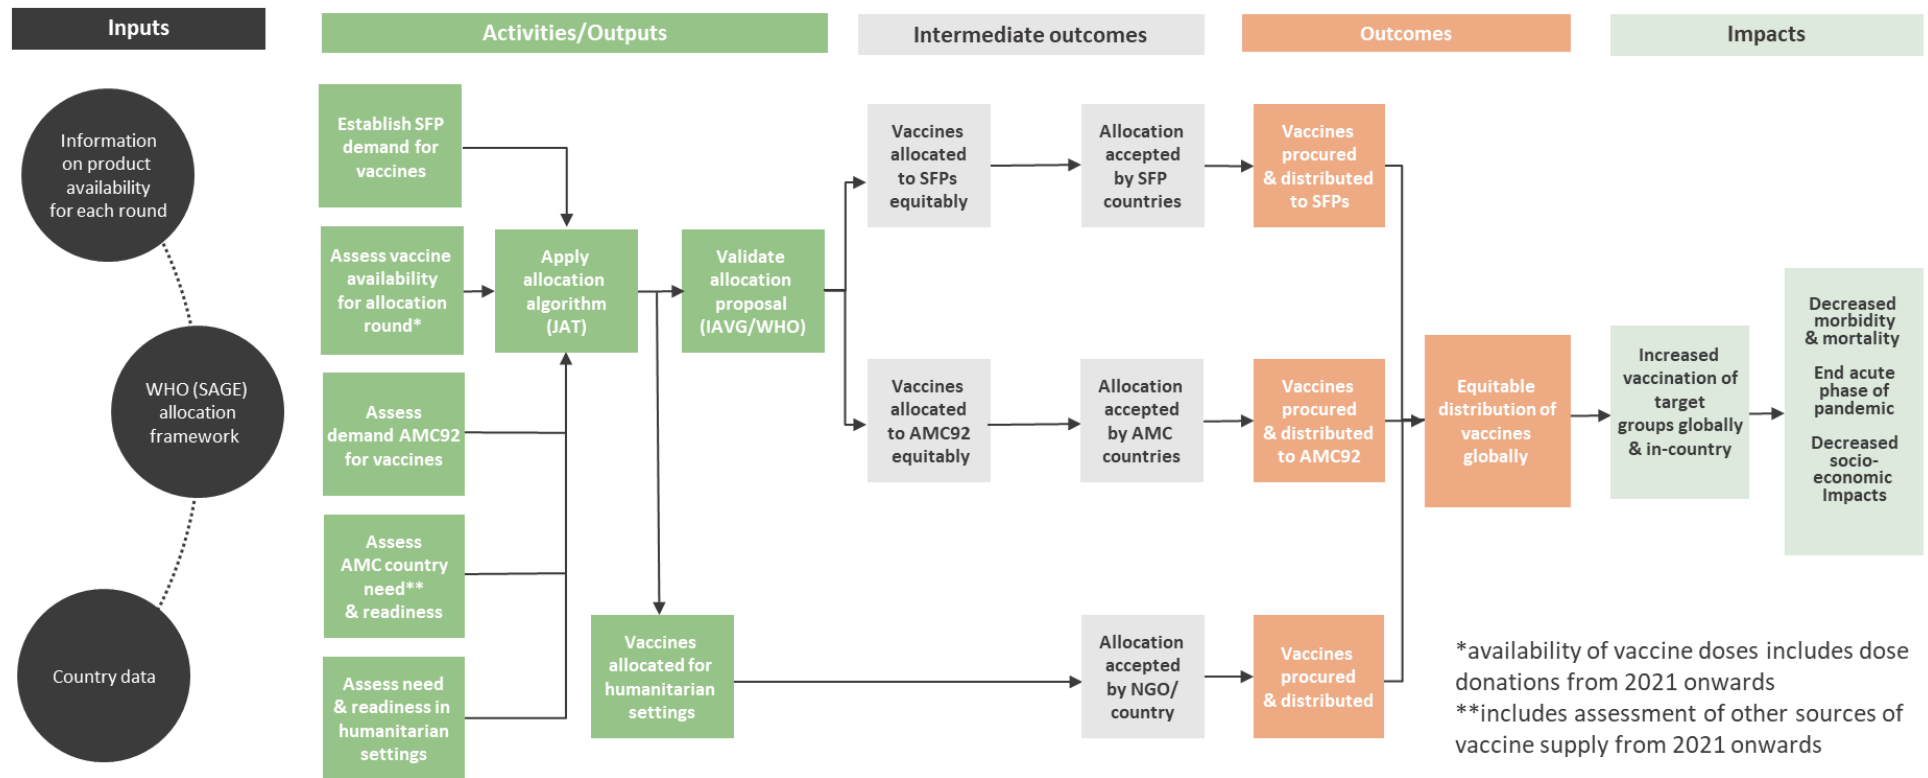 Inputs
Activities/Outputs
Intermediate outcomes
Outcomes
Impacts
Information
on product
availability
for each round
WHO (SAGE)
allocation
framework
Country data
Establish SFP
demand for
vaccines
Assess vaccine
availability
for allocation
round*
Assess
demand AMC92
for vaccines
Assess
AMC country
need**
& readiness
Assess need
& readiness in
humanitarian
settings
Apply
allocation
algorithm
(JAT)
Validate
allocation
proposal
(IAVG/WHO)
Vaccines
allocated for
humanitarian
settings
Vaccines
allocated
to SFPs
equitably
Allocation
accepted
by SFP
countries
Vaccines
procured
& distributed
to SFPs
Vaccines
allocated
to AMC92
equitably
Allocation
accepted
by AMC
countries
Vaccines
procured
& distributed
to AMC92
Allocation
accepted
by NGO/
country
Vaccines
procured
& distributed
Equitable
distribution of
vaccines
globally
Increased
vaccination of
target
groups globally
& in-country
Decreased
morbidity
& mortality
End acute
phase of
pandemic
Decreased
socio-
economic
Impacts
*availability of vaccine doses includes dose
donations from 2021 onwards
**includes assessment of other sources of
vaccine supply from 2021 onwards